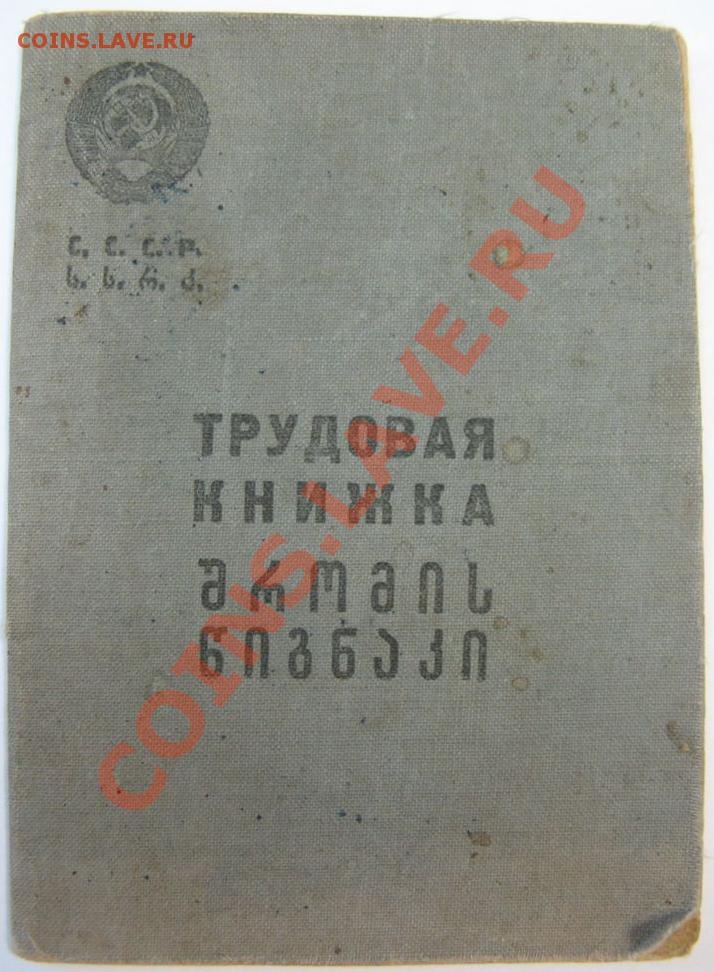 COINS.LAVE.RU
С. С. С. Р.
ს. ს. რ. კ.
ТРУДОВАЯ
КНИЖКА
შრომის
წიგნაკი
COINS.LAVE.RU